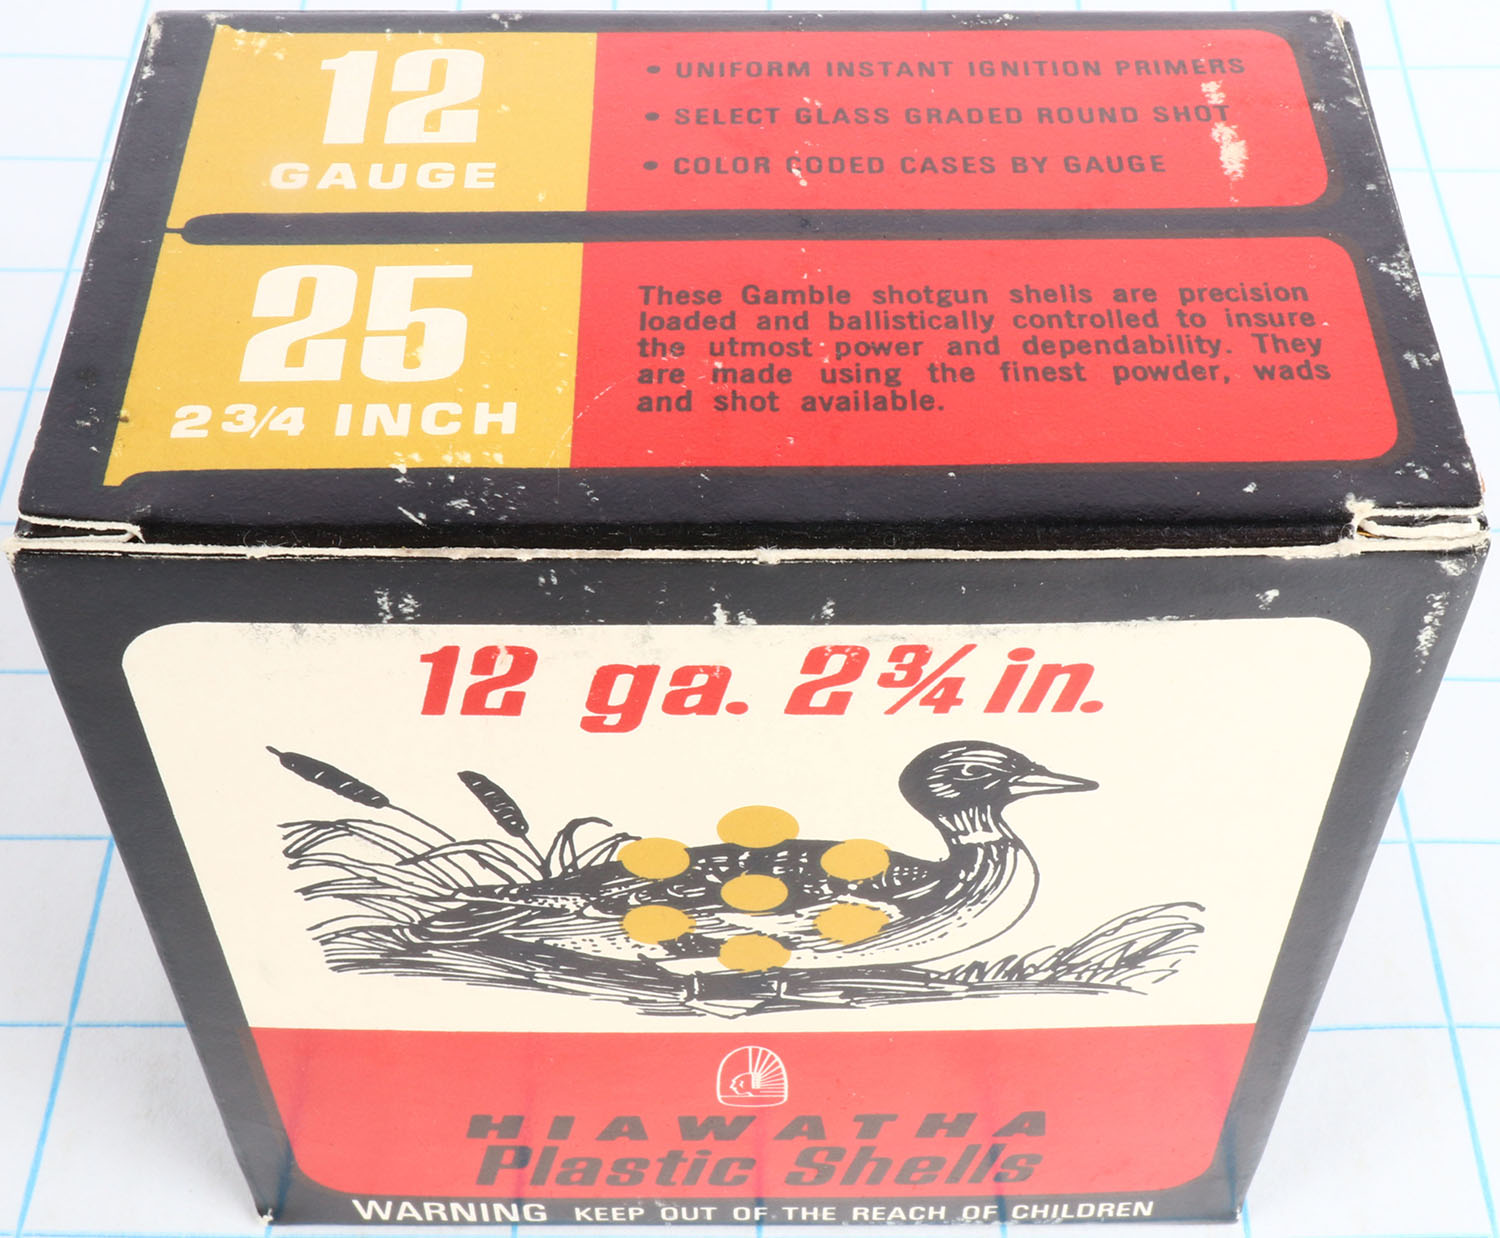 12
GAUGE
• UNIFORM INSTANT IGNITION PRIMERS
• SELECT GLASS GRADED ROUND SHOT
• COLOR CODED CASES BY GAUGE
25
2 3/4 INCH
These Gamble shotgun shells are precision
loaded and ballistically controlled to insure
the utmost power and dependability. They
are made using the finest powder, wads
and shot available.
12 ga. 2 3/4 in.
HIAWATHA
Plastic Shells
WARNING KEEP OUT OF THE REACH OF CHILDREN